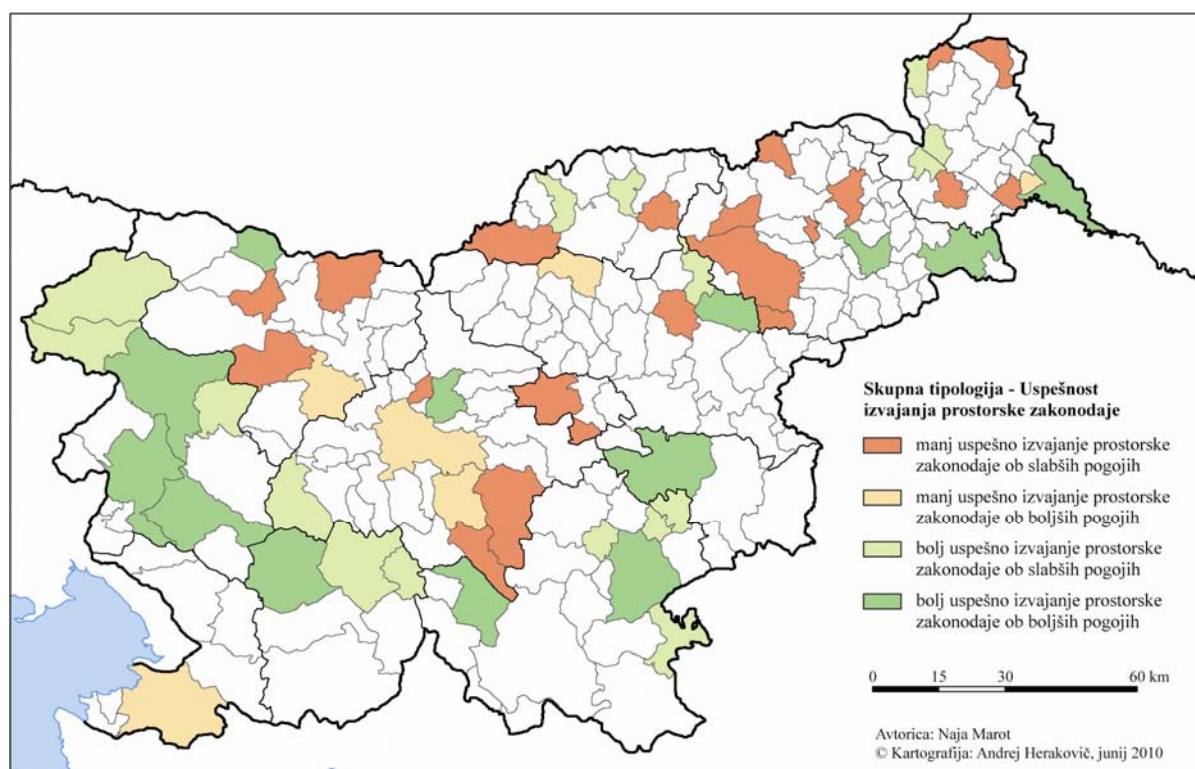 Skupna tipologija - Uspešnost
izvajanja prostorske zakonodaje
manj uspešno izvajanje prostorske
zakonodaje ob slabših pogojih
manj uspešno izvajanje prostorske
zakonodaje ob boljših pogojih
bolj uspešno izvajanje prostorske
zakonodaje ob slabših pogojih
bolj uspešno izvajanje prostorske
zakonodaje ob boljših pogojih
0 15 30 60 km
Avtorica: Naja Marot
© Kartografija: Andrej Herakovič, junij 2010